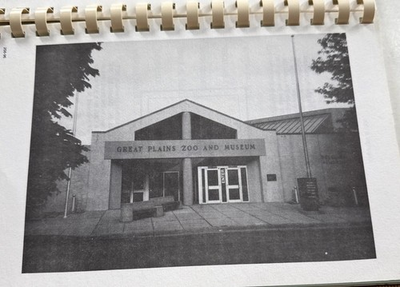 GREAT PLAINS ZOO AND MUSEUM